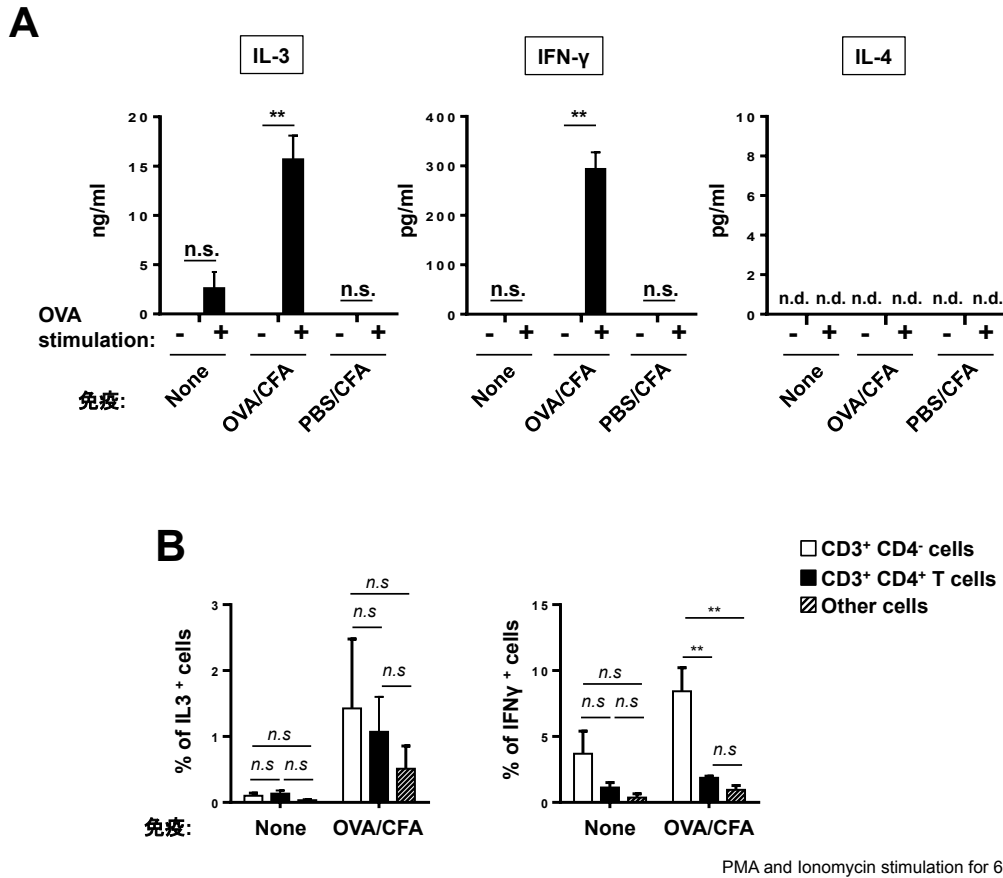 A
IL-3
IFN-γ
IL-4
ng/ml
20
15
10
5
0
n.s.
**
n.s.
pg/ml
400
300
200
100
0
n.s.
**
n.s.
pg/ml
10
8
6
4
2
0
n.d. n.d. n.d. n.d. n.d. n.d.
OVA
stimulation: - + - + - + - + - + - + - + - + - +
免疫: None OVA/CFA PBS/CFA None OVA/CFA PBS/CFA None OVA/CFA PBS/CFA
B
CD3+ CD4- cells
CD3+ CD4+ T cells
Other cells
% of IL3 + cells
3
2
1
0
n.s
n.s n.s
n.s
n.s
n.s
免疫: None OVA/CFA
% of IFNγ + cells
15
10
5
0
n.s
n.s n.s
**
**
n.s
免疫: None OVA/CFA
PMA and Ionomycin stimulation for 6